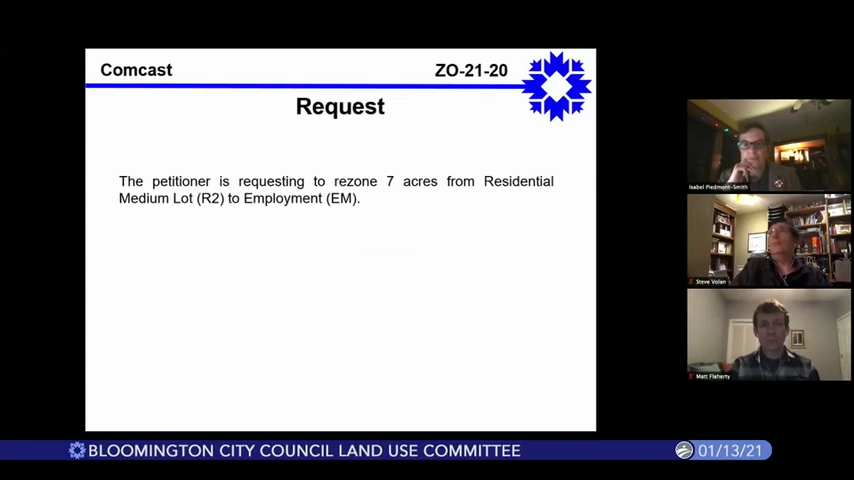 Comcast
ZO-21-20
Request
The petitioner is requesting to rezone 7 acres from Residential
Medium Lot (R2) to Employment (EM).
Isabel Piedmont-Smith
Steve Volan
Matt Flaherty
BLOOMINGTON CITY COUNCIL LAND USE COMMITTEE
01/13/21